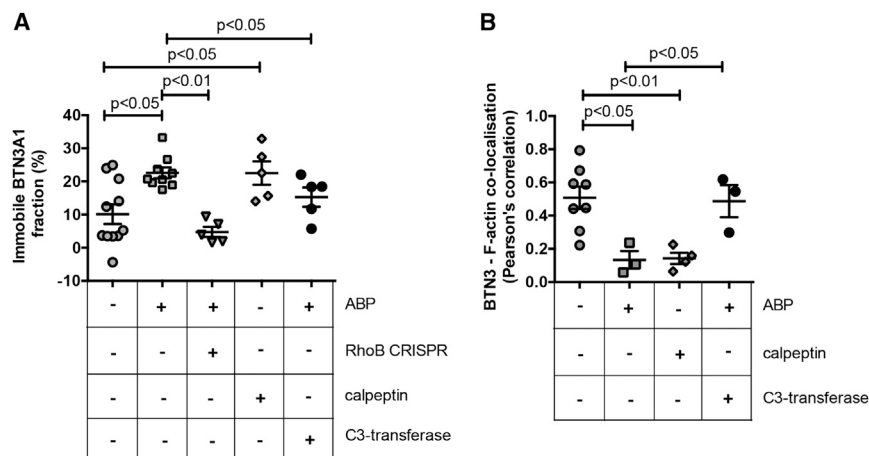 A
p<0.05
p<0.05
p<0.01
p<0.05
Immobile BTN3A1
fraction (%)
40
30
20
10
0
-10
- + + - + ABP
- - + - - RhoB CRISPR
- - - + - calpeptin
- - - - + C3-transferase
B
p<0.05
p<0.01
p<0.05
BTN3 - F-actin co-localisation
(Pearson's correlation)
1.0
0.8
0.6
0.4
0.2
0.0
- + - + ABP
- - + - calpeptin
- - - + C3-transferase